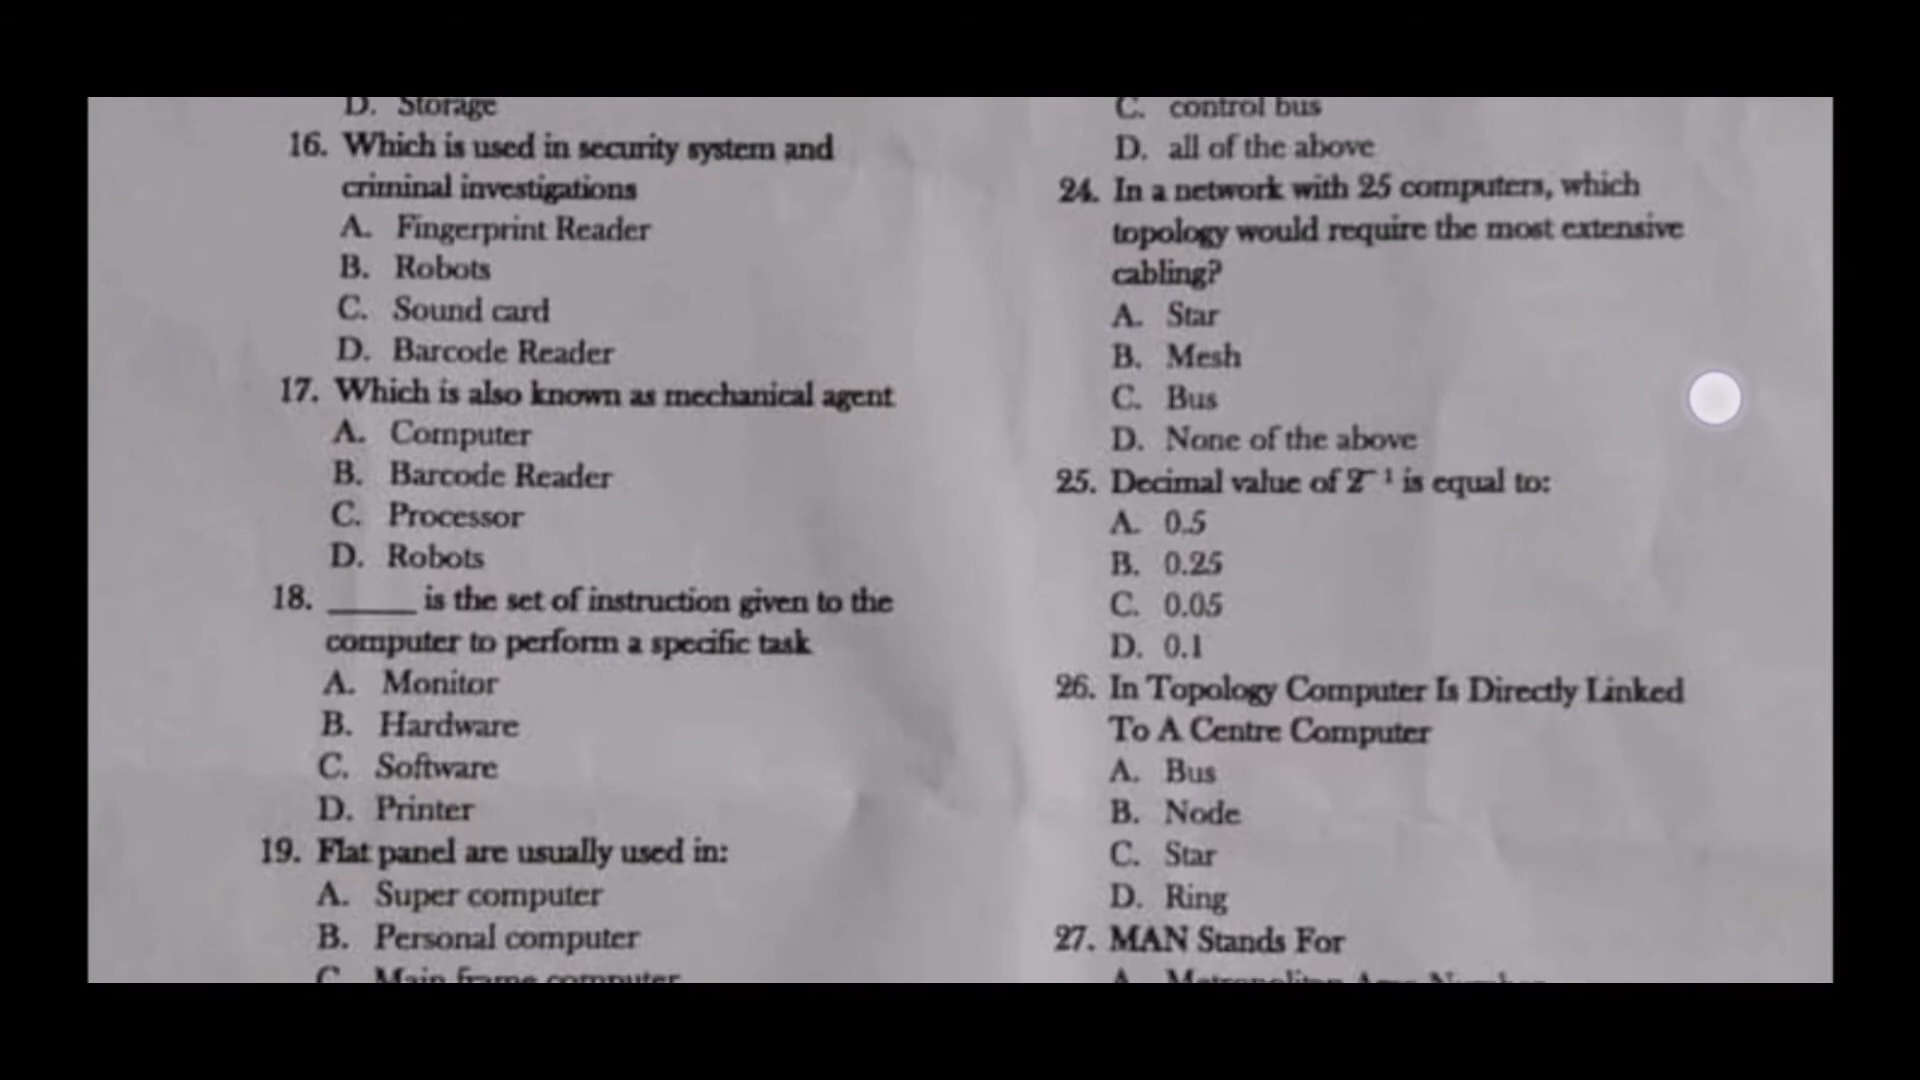 D. Storage
16. Which is used in security system and
criminal investigations
A. Fingerprint Reader
B. Robots
C. Sound card
D. Barcode Reader
17. Which is also known as mechanical agent
A. Computer
B. Barcode Reader
C. Processor
D. Robots
18. _____ is the set of instruction given to the
computer to perform a specific task
A. Monitor
B. Hardware
C. Software
D. Printer
19. Flat panel are usually used in:
A. Super computer
B. Personal computer
C. Main frame computer
C. control bus
D. all of the above
24. In a network with 25 computers, which
topology would require the most extensive
cabling?
A. Star
B. Mesh
C. Bus
D. None of the above
25. Decimal value of 2⁻¹ is equal to:
A. 0.5
B. 0.25
C. 0.05
D. 0.1
26. In Topology Computer Is Directly Linked
To A Centre Computer
A. Bus
B. Node
C. Star
D. Ring
27. MAN Stands For
A. Metropolitan Area Number